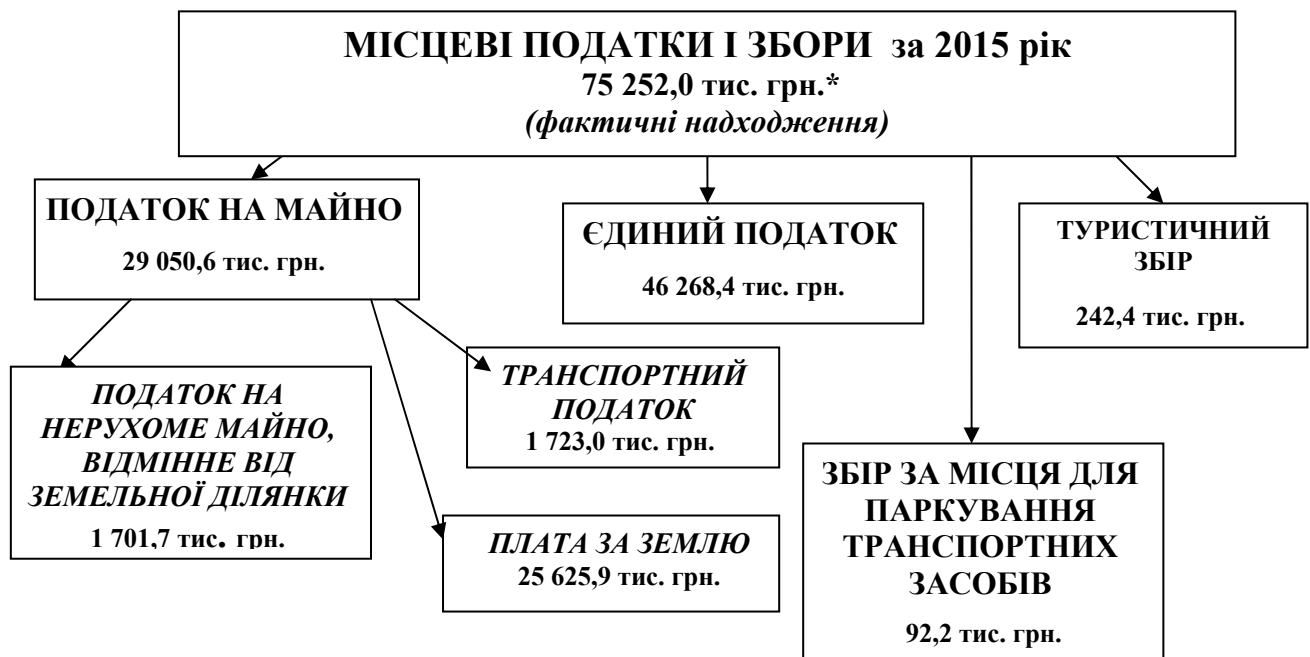 МІСЦЕВІ ПОДАТКИ І ЗБОРИ за 2015 рік
75 252,0 тис. грн.*
(фактичні надходження)
ПОДАТОК НА МАЙНО
29 050,6 тис. грн.
ЄДИНИЙ ПОДАТОК
46 268,4 тис. грн.
ТУРИСТИЧНИЙ
ЗБІР
242,4 тис. грн.
ПОДАТОК НА
НЕРУХОМЕ МАЙНО,
ВІДМІННЕ ВІД
ЗЕМЕЛЬНОЇ ДІЛЯНКИ
1 701,7 тис. грн.
ТРАНСПОРТНИЙ
ПОДАТОК
1 723,0 тис. грн.
ПЛАТА ЗА ЗЕМЛЮ
25 625,9 тис. грн.
ЗБІР ЗА МІСЦЯ ДЛЯ
ПАРКУВАННЯ
ТРАНСПОРТНИХ
ЗАСОБІВ
92,2 тис. грн.